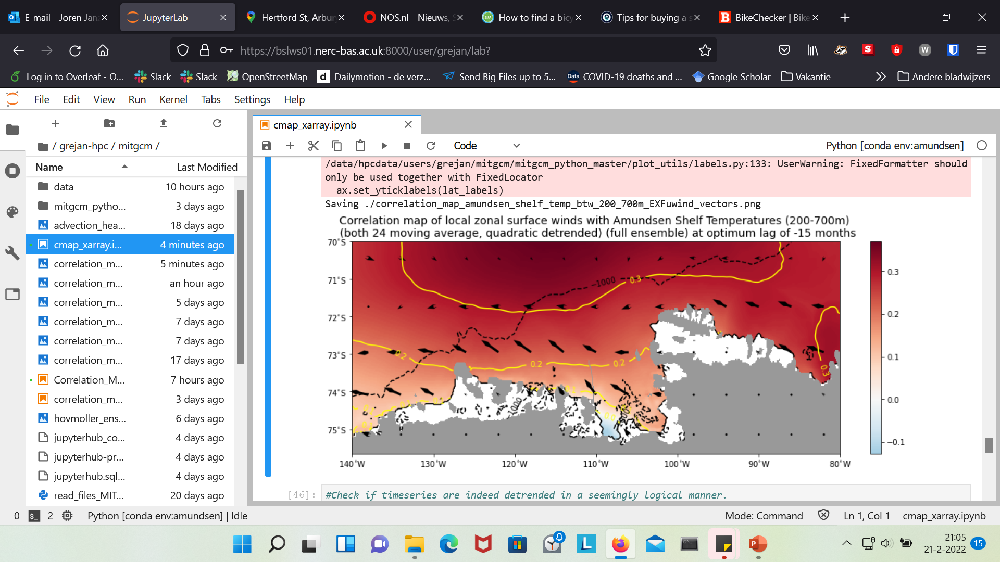 E-mail - Joren Jan
JupyterLab
Hertford St, Arbur
NOS.nl - Nieuws, S
How to find a bicy
Tips for buying a s
BikeChecker | Bike
https://bslws01.nerc-bas.ac.uk:8000/user/grejan/lab?
Log in to Overleaf - O...
Slack
Slack
OpenStreetMap
Dailymotion - de verz...
Send Big Files up to 5...
COVID-19 deaths and ...
Google Scholar
Vakantie
Andere bladwijzers
File Edit View Run Kernel Tabs Settings Help
/ grejan-hpc / mitgcm /
Name Last Modified
data 10 hours ago
mitgcm_pytho... 3 days ago
advection_hea... 18 days ago
cmap_xarray.i... 4 minutes ago
correlation_m... 5 minutes ago
correlation_m... an hour ago
correlation_m... 5 days ago
correlation_m... 7 days ago
correlation_m... 7 days ago
correlation_m... 17 days ago
Correlation_M... 7 hours ago
correlation_m... 3 days ago
hovmoller_ens... 6 days ago
jupyterhub_co... 4 days ago
jupyterhub-pr... 4 days ago
jupyterhub.sql... 4 days ago
read_files_MIT... 20 days ago
cmap_xarray.ipynb
Code
Python [conda env:amundsen]
/data/hpcdata/users/grejan/mitgcm/mitgcm_python_master/plot_utils/labels.py:133: UserWarning: FixedFormatter should
only be used together with FixedLocator
ax.set_yticklabels(lat_labels)
Saving ./correlation_map_amundsen_shelf_temp_btw_200_700m_EXFuwind_vectors.png
Correlation map of local zonal surface winds with Amundsen Shelf Temperatures (200-700m)
(both 24 moving average, quadratic detrended) (full ensemble) at optimum lag of -15 months
70°S
71°S
72°S
73°S
74°S
75°S
140°W 130°W 120°W 110°W 100°W 90°W 80°W
-1000
0.3
0.2
0.2
0.2
0.3
0.1
0.1
-1000
0.0
0.1
0.3
0.2
0.1
0.0
−0.1
[46]: #Check if timeseries are indeed detrended in a seemingly logical manner.
0 2 Python [conda env:amundsen] | Idle
Mode: Command Ln 1, Col 1 cmap_xarray.ipynb
21:05
21-2-2022
15